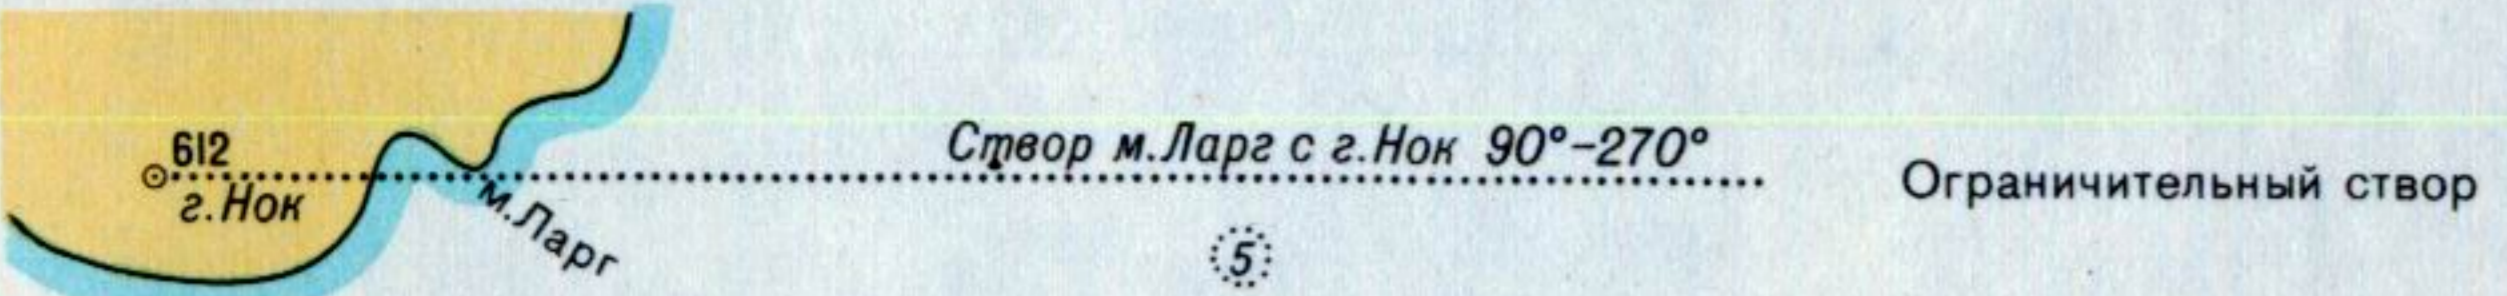 612
г.Нок
м.Ларг
Створ м.Ларг с г.Нок 90°-270°
5
Ограничительный створ